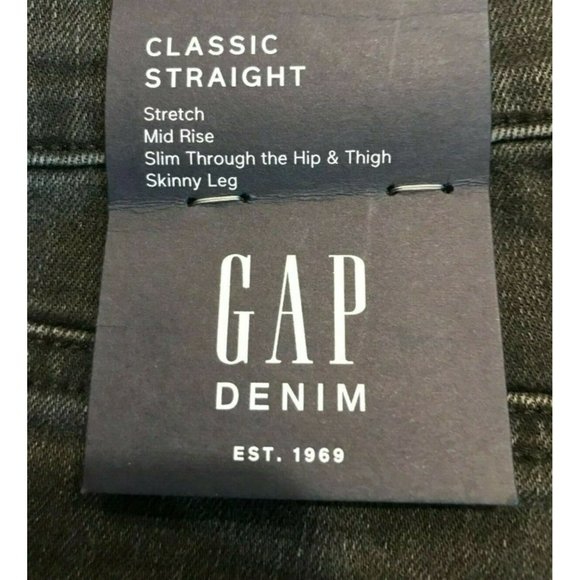 CLASSIC
STRAIGHT
Stretch
Mid Rise
Slim Through the Hip & Thigh
Skinny Leg
GAP
DENIM
EST. 1969